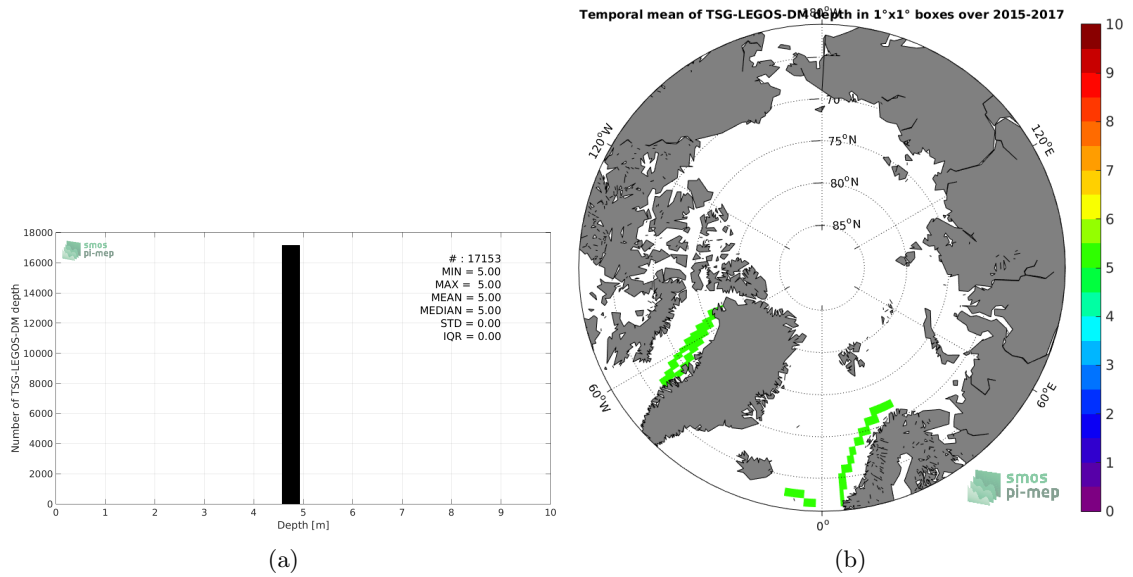 Temporal mean of TSG-LEGOS-DM depth in 1°x1° boxes over 2015-2017
180°W
10
9
8
7
6
5
4
3
2
1
0
120°W
120°E
60°W
60°E
0°
70°
75°N
80°N
85°N
smos
pi-mep
18000
16000
14000
12000
10000
8000
6000
4000
2000
0
Number of TSG-LEGOS-DM depth
smos
pi-mep
# : 17153
MIN = 5.00
MAX = 5.00
MEAN = 5.00
MEDIAN = 5.00
STD = 0.00
IQR = 0.00
0 1 2 3 4 5 6 7 8 9 10
Depth [m]
(a)
(b)